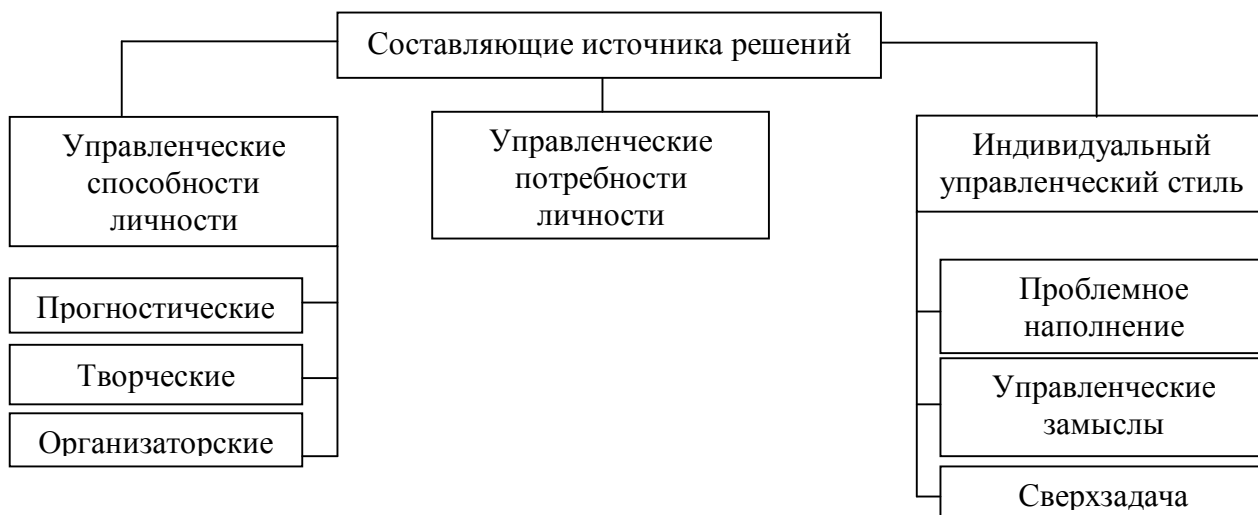 Составляющие источника решений
Управленческие
способности
личности
Прогностические
Творческие
Организаторские
Управленческие
потребности
личности
Индивидуальный
управленческий стиль
Проблемное
наполнение
Управленческие
замыслы
Сверхзадача